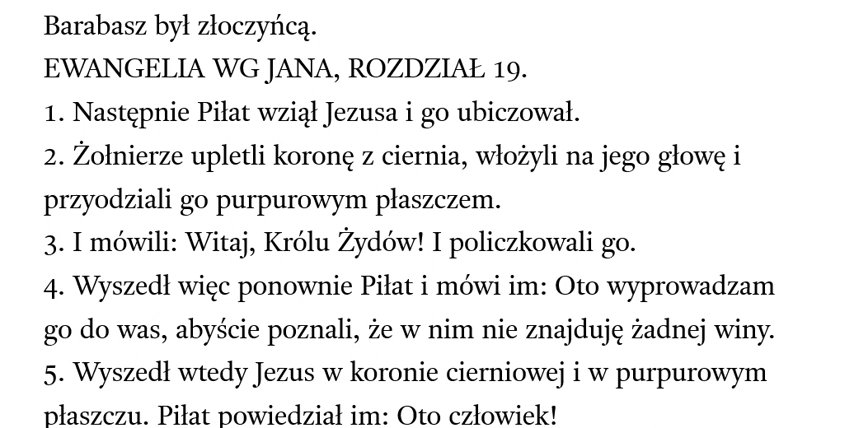 Barabasz był złoczyńcą.
EWANGELIA WG JANA, ROZDZIAŁ 19.
1. Następnie Piłat wziął Jezusa i go ubiczował.
2. Żołnierze upletli koronę z ciernia, włożyli na jego głowę i
przyodziali go purpurowym płaszczem.
3. I mówili: Witaj, Królu Żydów! I policzkowali go.
4. Wyszedł więc ponownie Piłat i mówi im: Oto wyprowadzam
go do was, abyście poznali, że w nim nie znajduję żadnej winy.
5. Wyszedł wtedy Jezus w koronie cierniowej i w purpurowym
płaszczu. Piłat powiedział im: Oto człowiek!